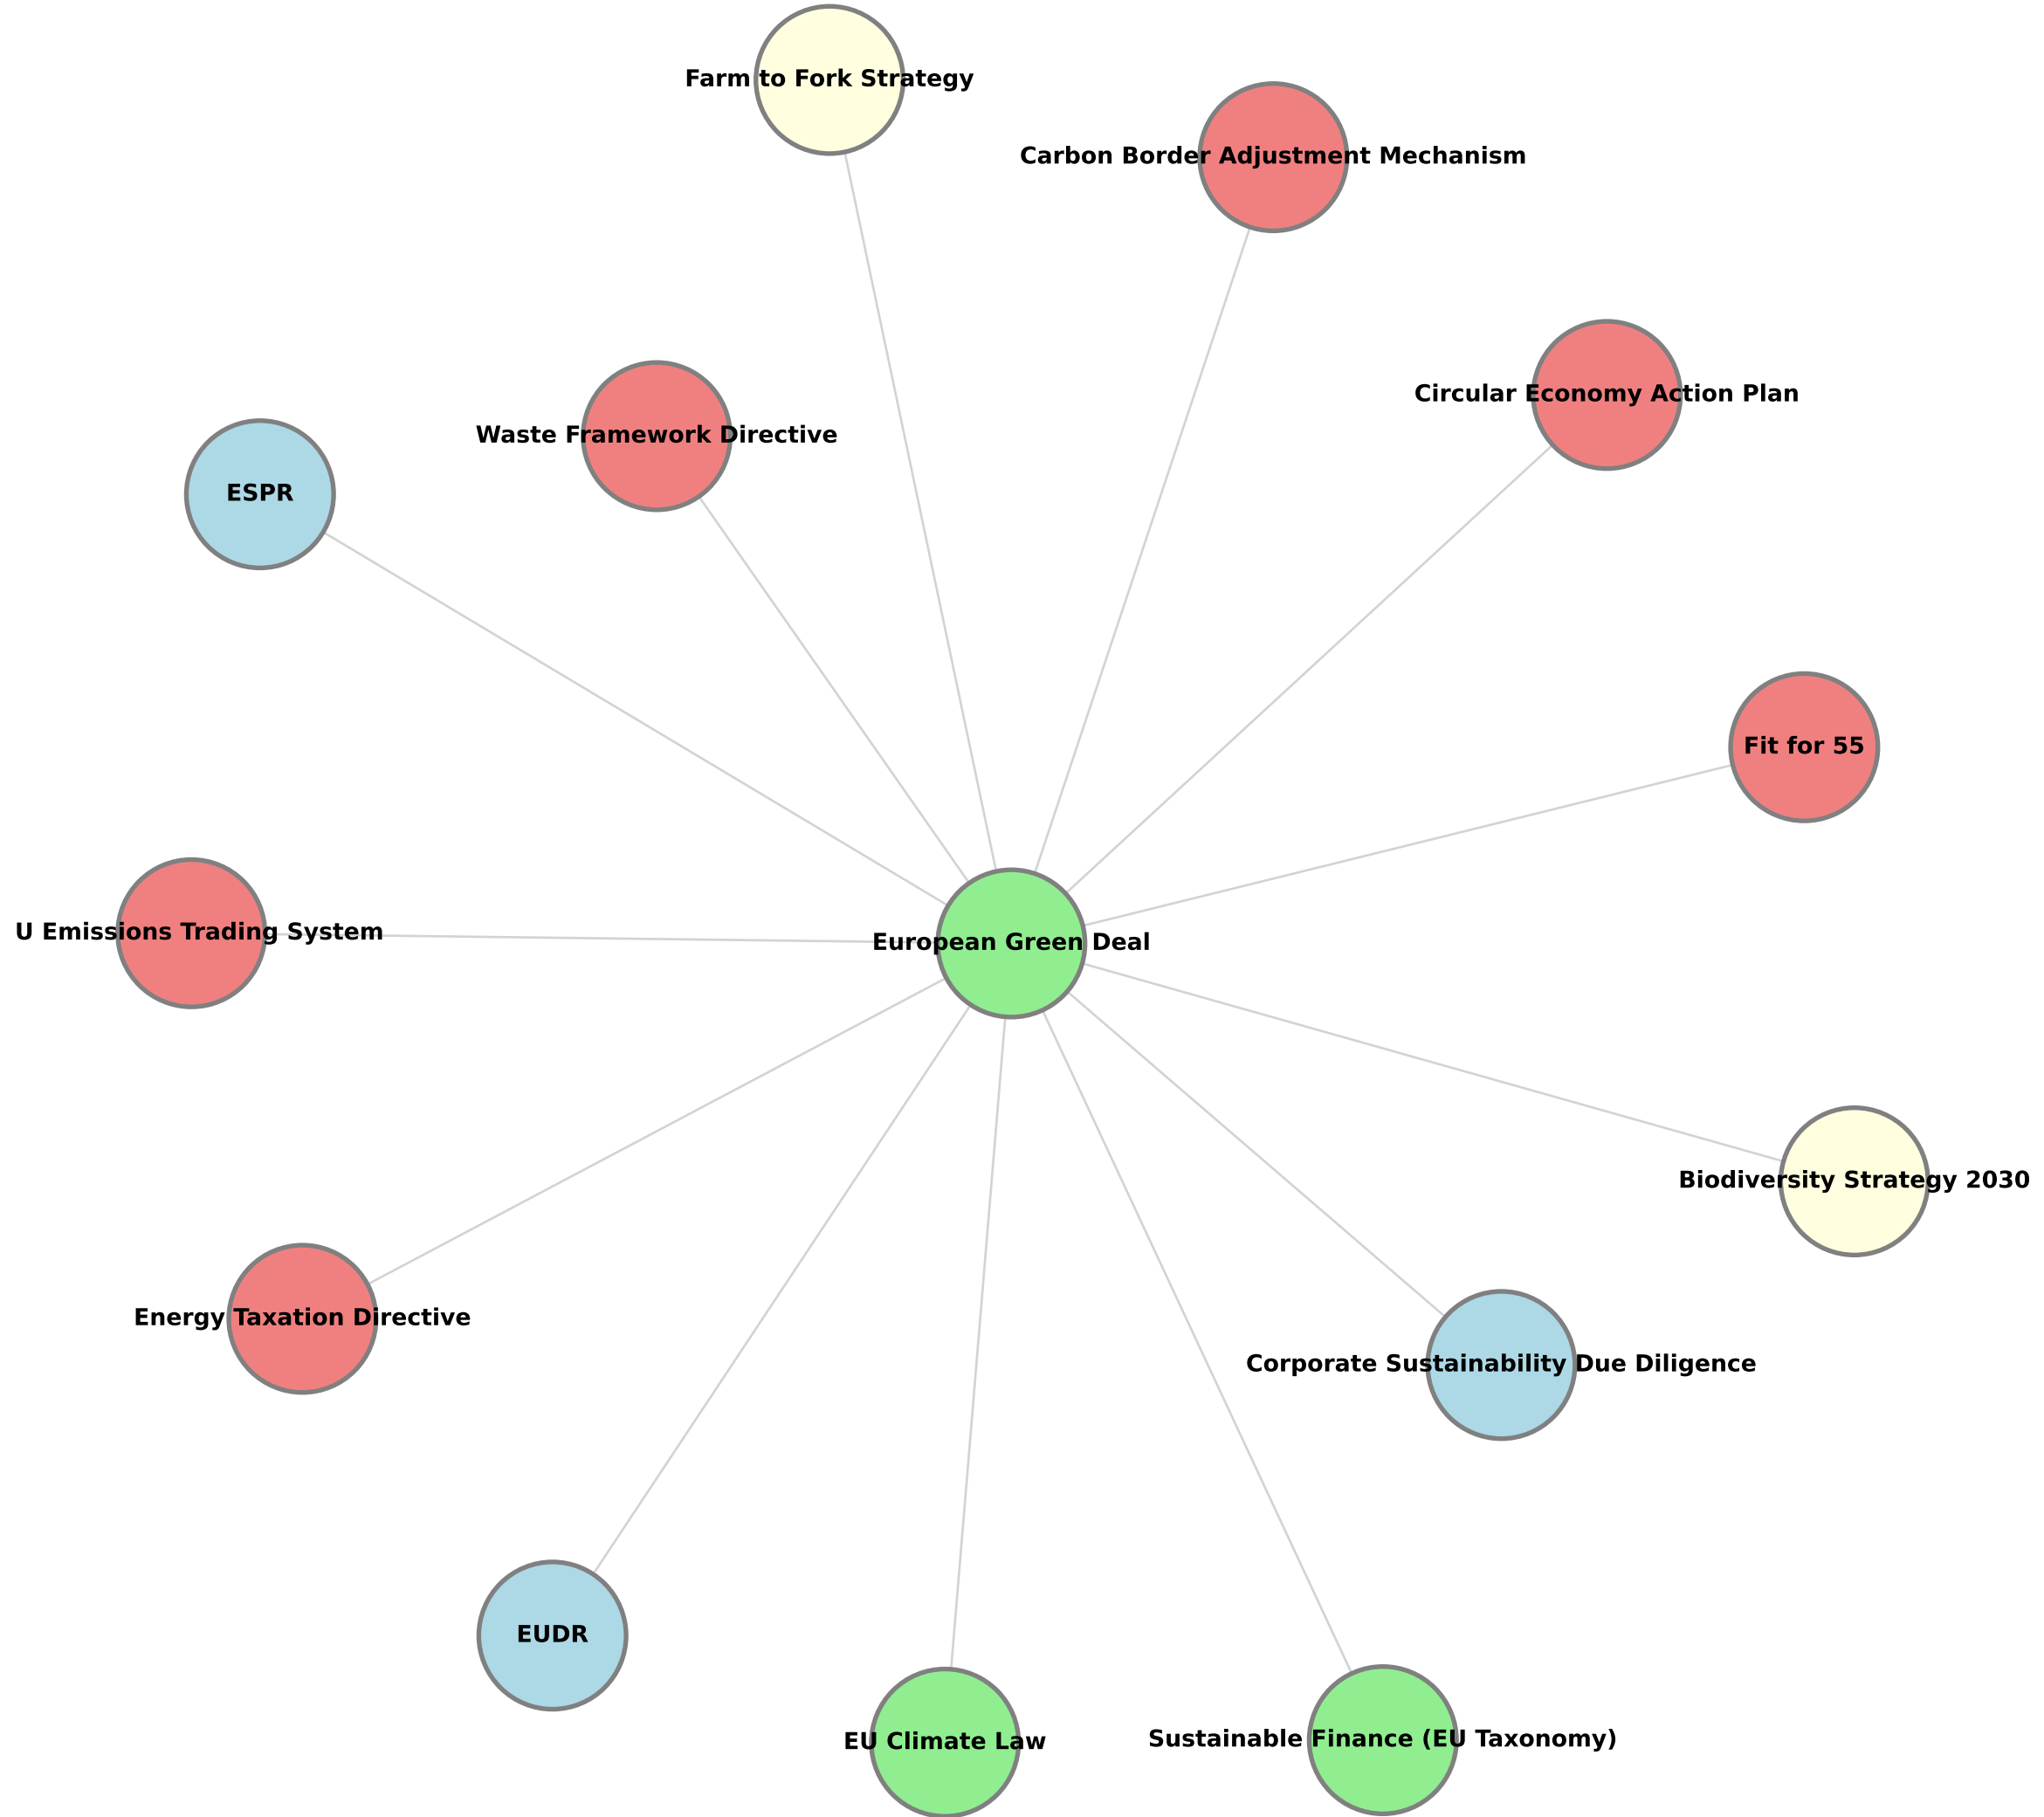 Farm to Fork Strategy
Carbon Border Adjustment Mechanism
Circular Economy Action Plan
Waste Framework Directive
ESPR
Fit for 55
U Emissions Trading System
European Green Deal
Biodiversity Strategy 2030
Energy Taxation Directive
Corporate Sustainability Due Diligence
EUDR
EU Climate Law
Sustainable Finance (EU Taxonomy)